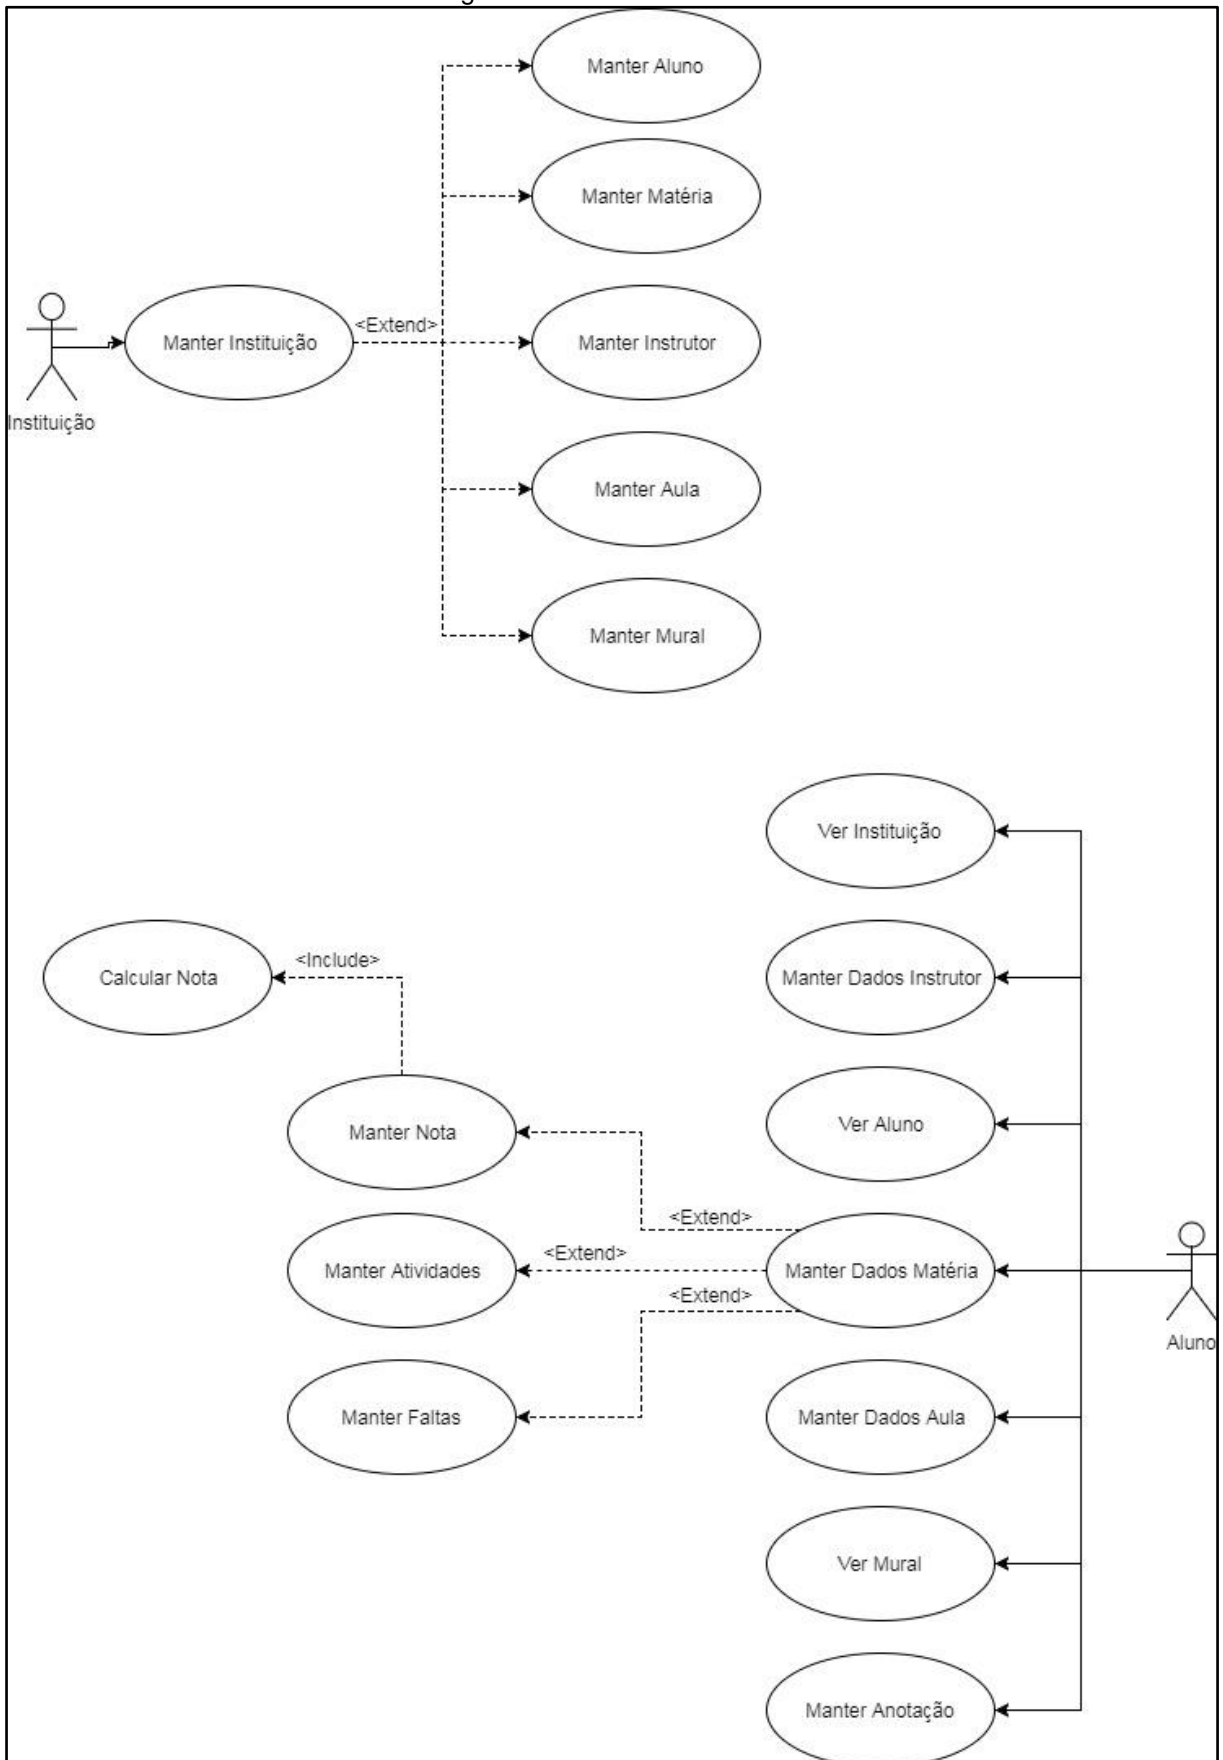 Manter Aluno
Manter Matéria
<Extend>
Manter Instituição
Manter Instrutor
Instituição
Manter Aula
Manter Mural
Ver Instituição
<Include>
Calcular Nota
Manter Dados Instrutor
Ver Aluno
Manter Nota
<Extend>
<Extend>
Manter Atividades
Manter Dados Matéria
<Extend>
Aluno
Manter Faltas
Manter Dados Aula
Ver Mural
Manter Anotação